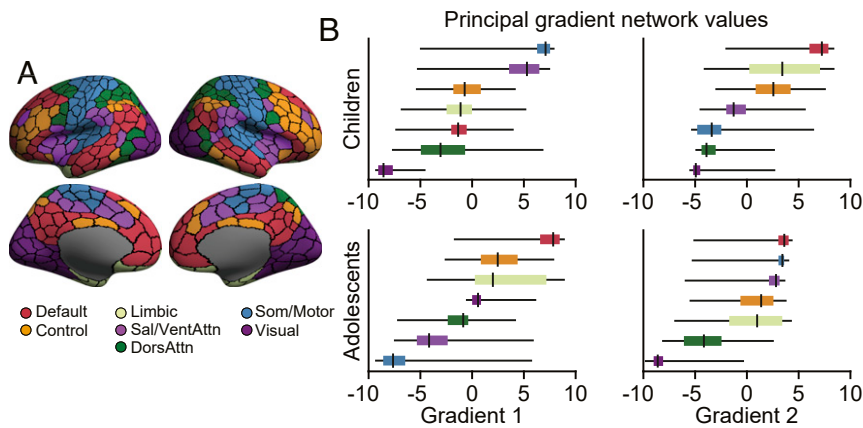 Principal gradient network values
A
B
Children
-10 -5 0 5 10
-10 -5 0 5 10
Adolescents
-10 -5 0 5 10
-10 -5 0 5 10
Gradient 1
Gradient 2
Default
Limbic
Som/Motor
Control
Sal/VentAttn
Visual
DorsAttn